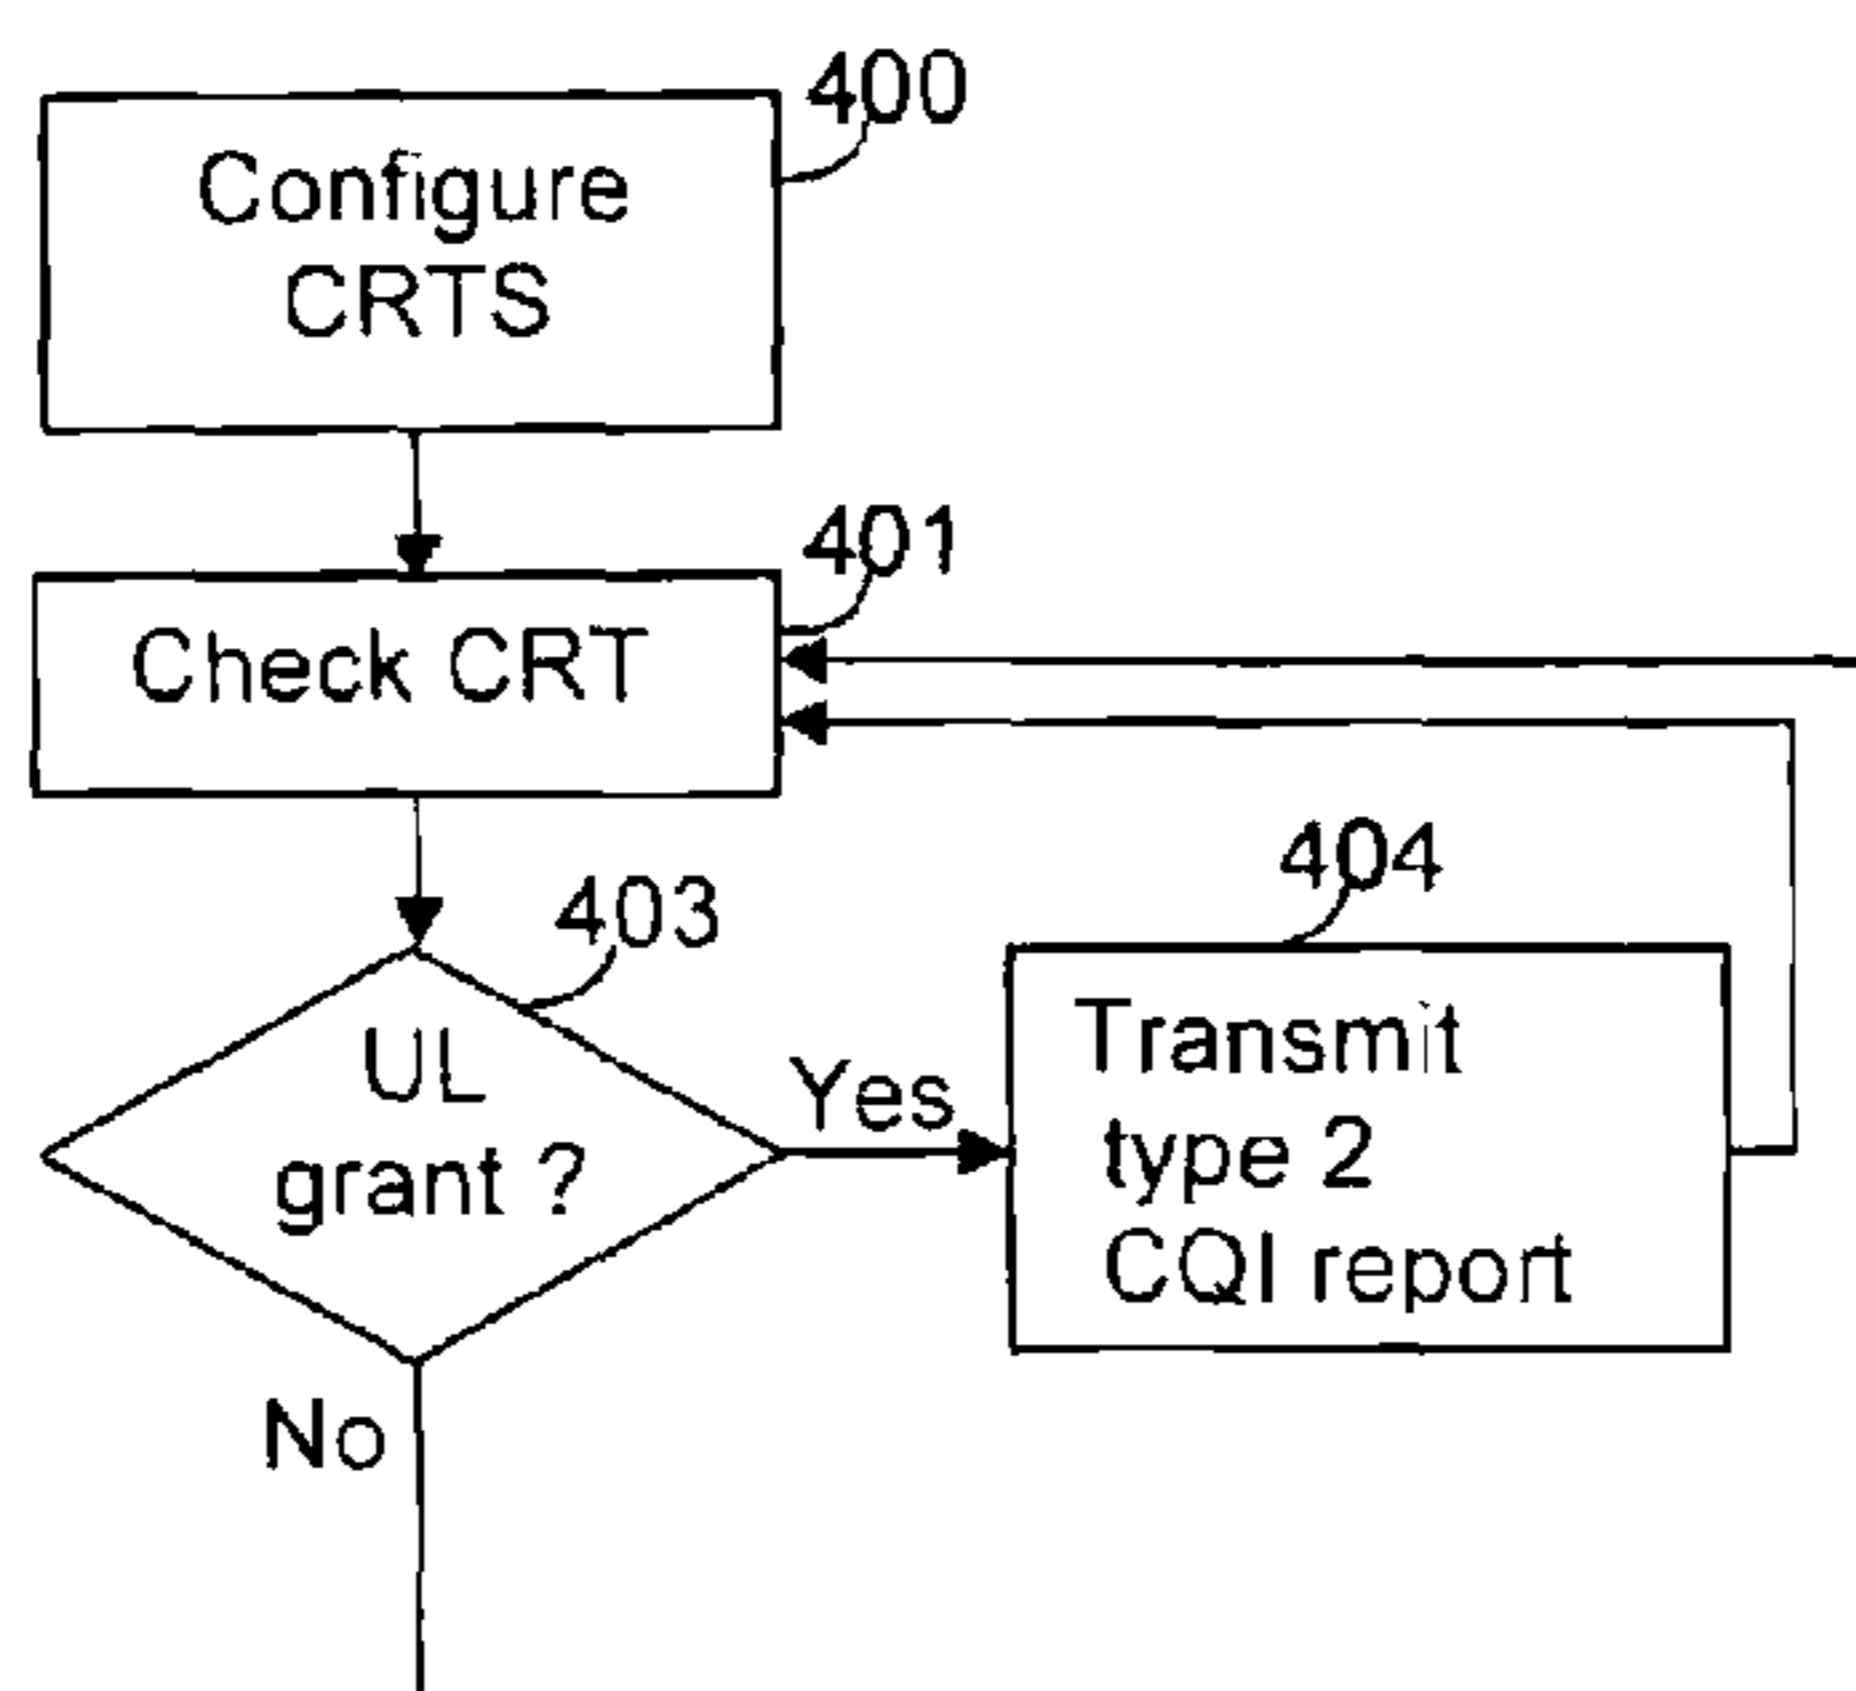 400
Configure
CRTS
401
Check CRT
403
404
UL
grant ?
Yes
Transmit
type 2
CQI report
No